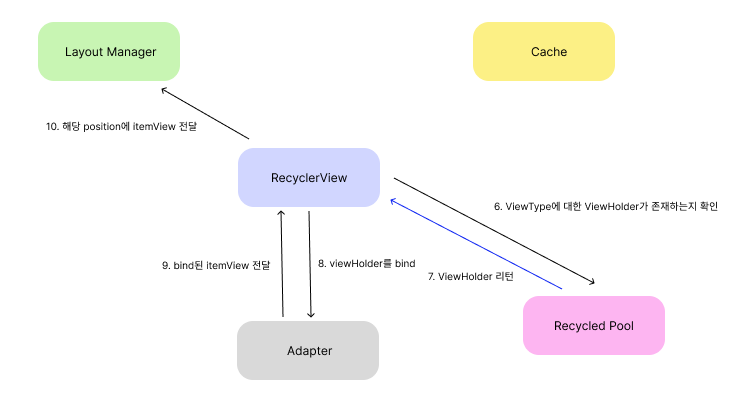 Layout Manager
Cache
10. 해당 position에 itemView 전달
RecyclerView
6. ViewType에 대한 ViewHolder가 존재하는지 확인
9. bind된 itemView 전달
8. viewHolder를 bind
7. ViewHolder 리턴
Recycled Pool
Adapter